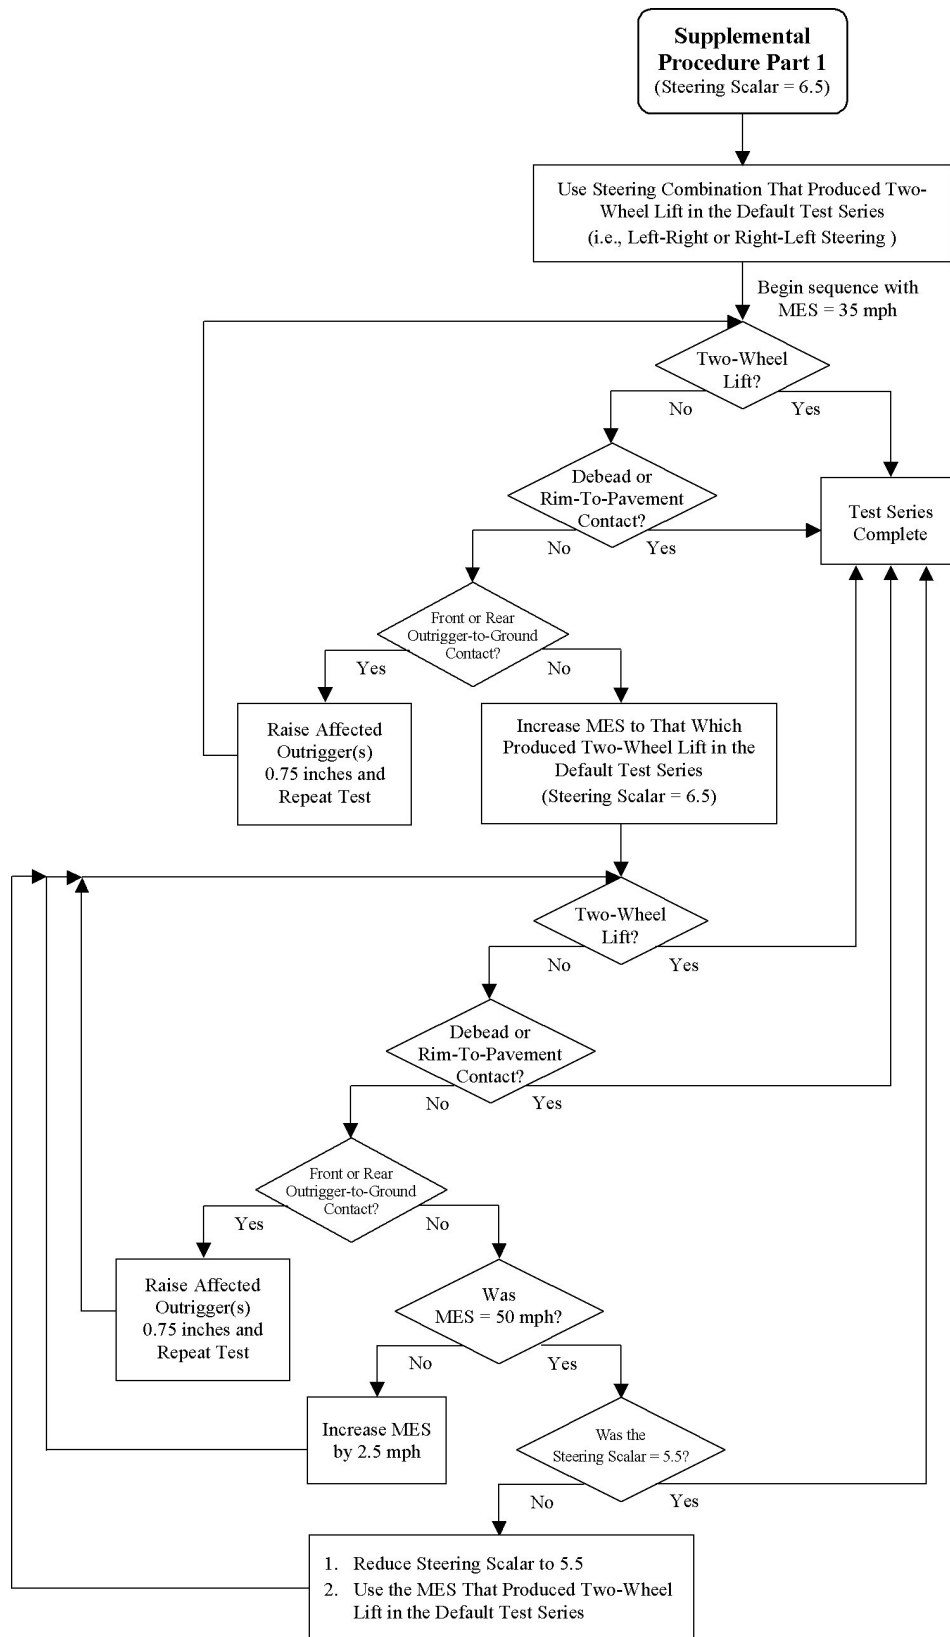 Supplemental
Procedure Part 1
(Steering Scalar = 6.5)
Use Steering Combination That Produced Two-
Wheel Lift in the Default Test Series
(i.e., Left-Right or Right-Left Steering )
Begin sequence with
MES = 35 mph
Two-Wheel
Lift?
No
Yes
Debead or
Rim-To-Pavement
Contact?
Test Series
Complete
No
Yes
Front or Rear
Outrigger-to-Ground
Contact?
Yes
No
Raise Affected
Outrigger(s)
0.75 inches and
Repeat Test
Increase MES to That Which
Produced Two-Wheel Lift in the
Default Test Series
(Steering Scalar = 6.5)
Two-Wheel
Lift?
No
Yes
Debead or
Rim-To-Pavement
Contact?
No
Yes
Front or Rear
Outrigger-to-Ground
Contact?
Yes
No
Raise Affected
Outrigger(s)
0.75 inches and
Repeat Test
Was
MES = 50 mph?
No
Yes
Increase MES
by 2.5 mph
Was the
Steering Scalar = 5.5?
No
Yes
1. Reduce Steering Scalar to 5.5
2. Use the MES That Produced Two-Wheel
Lift in the Default Test Series